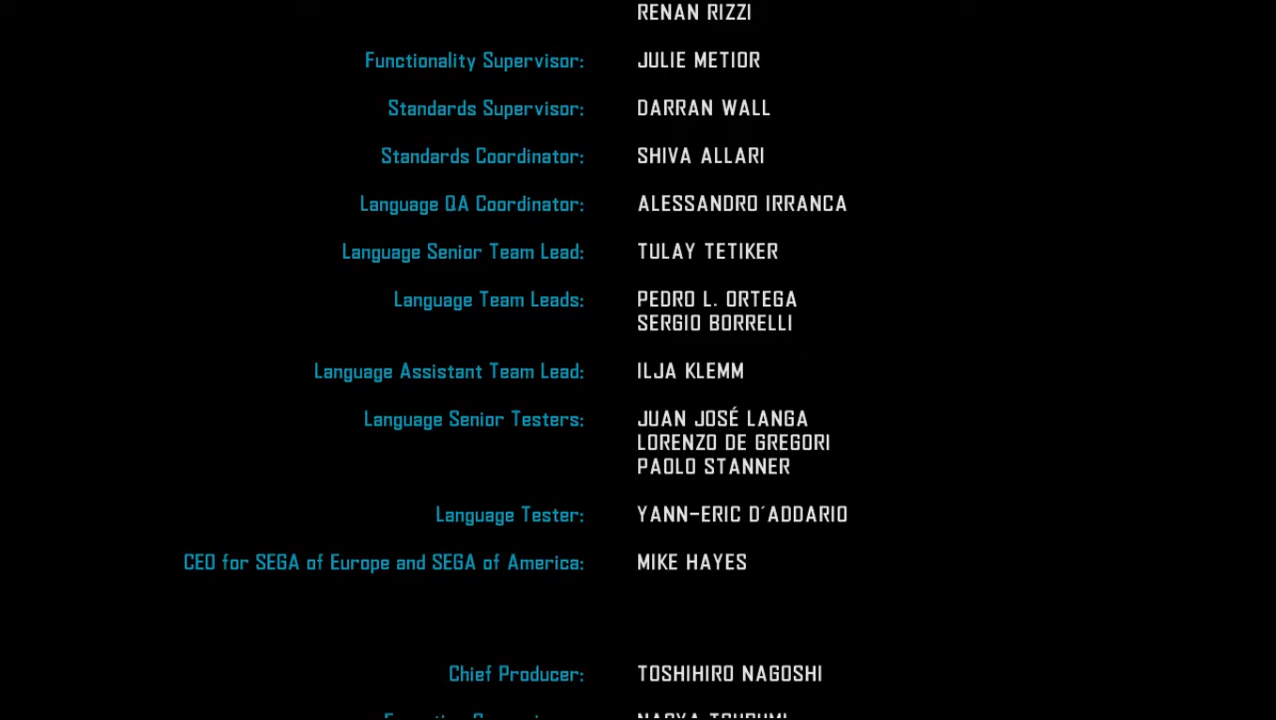 RENAN RIZZI
Functionality Supervisor: JULIE METIOR
Standards Supervisor: DARRAN WALL
Standards Coordinator: SHIVA ALLARI
Language QA Coordinator: ALESSANDRO IRRANCA
Language Senior Team Lead: TULAY TETIKER
Language Team Leads: PEDRO L. ORTEGA
SERGIO BORRELLI
Language Assistant Team Lead: ILJA KLEMM
Language Senior Testers: JUAN JOSÉ LANGA
LORENZO DE GREGORI
PAOLO STANNER
Language Tester: YANN-ERIC D´ADDARIO
CEO for SEGA of Europe and SEGA of America: MIKE HAYES
Chief Producer: TOSHIHIRO NAGOSHI